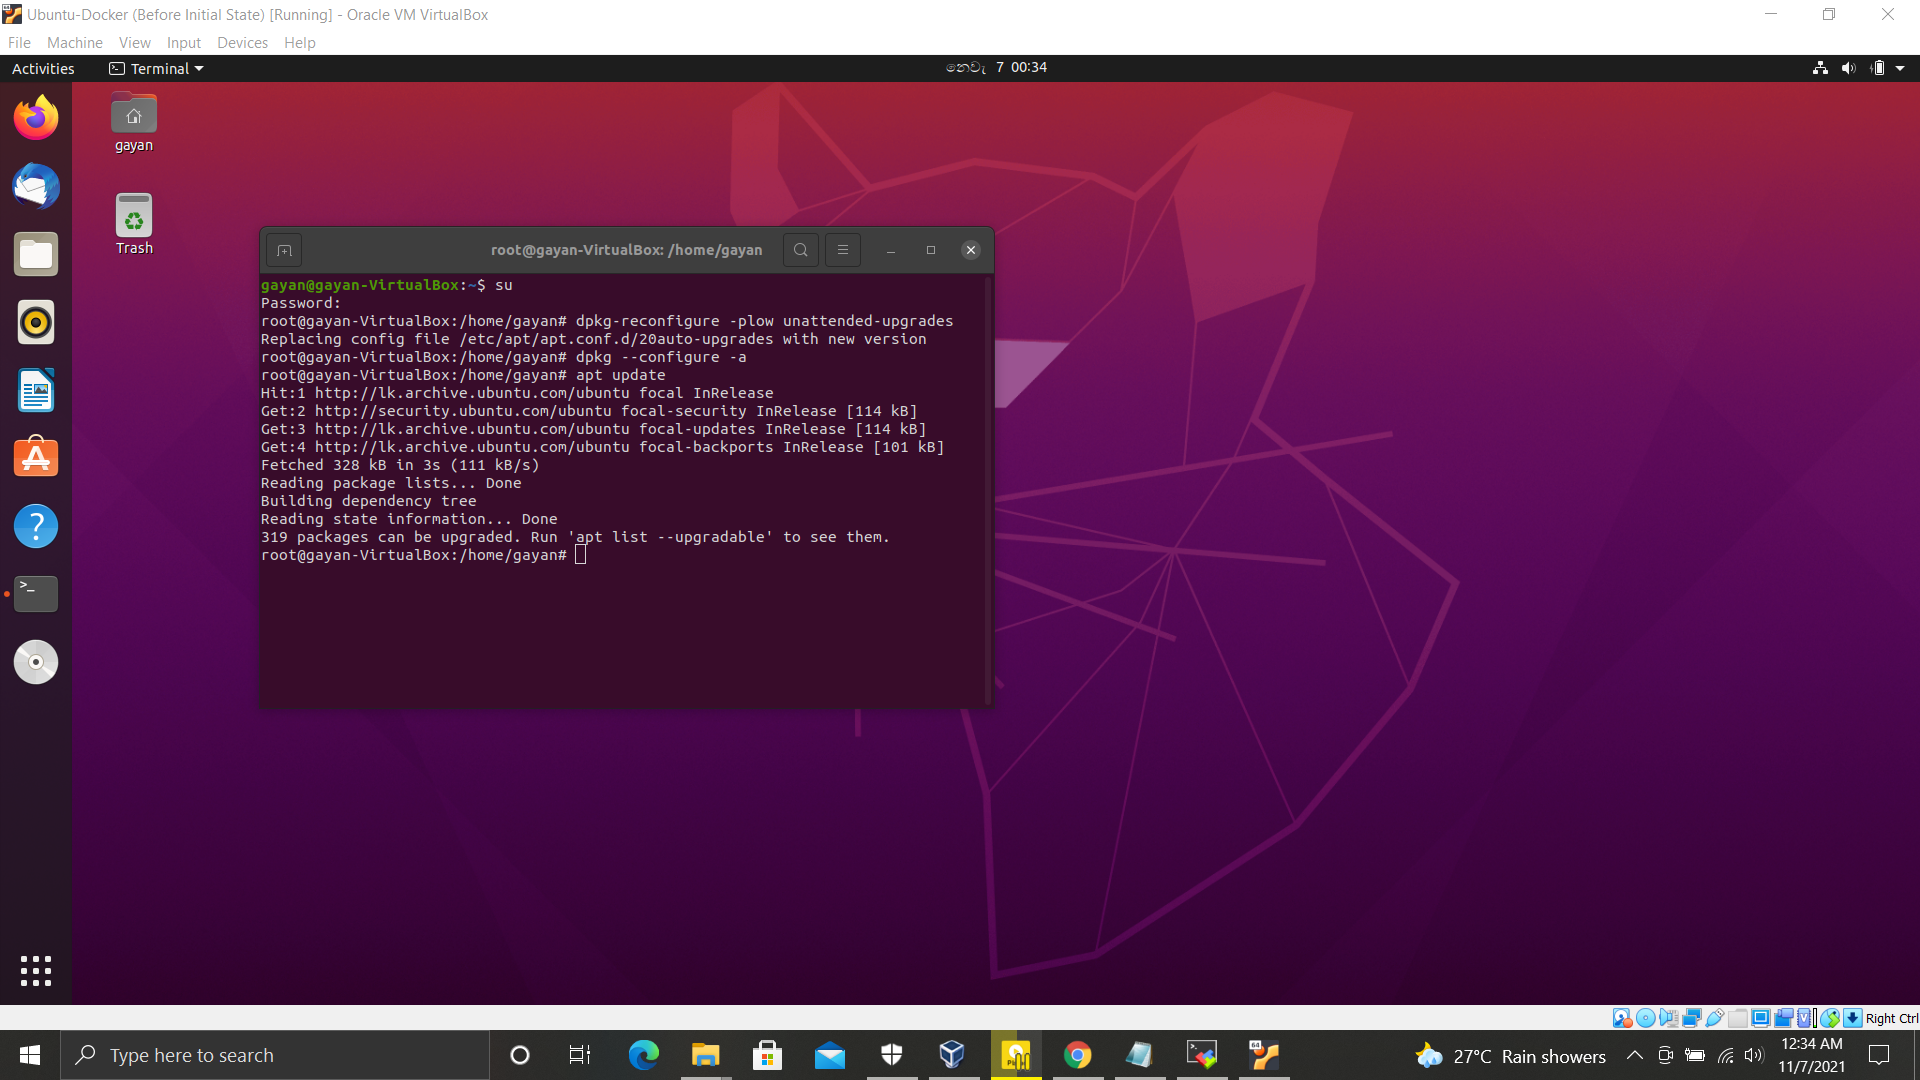 Ubuntu-Docker (Before Initial State) [Running] - Oracle VM VirtualBox
File Machine View Input Devices Help
Activities Terminal නොවැ 7 00:34
gayan
Trash
root@gayan-VirtualBox: /home/gayan
gayan@gayan-VirtualBox:~$ su
Password:
root@gayan-VirtualBox:/home/gayan# dpkg-reconfigure -plow unattended-upgrades
Replacing config file /etc/apt/apt.conf.d/20auto-upgrades with new version
root@gayan-VirtualBox:/home/gayan# dpkg --configure -a
root@gayan-VirtualBox:/home/gayan# apt update
Hit:1 http://lk.archive.ubuntu.com/ubuntu focal InRelease
Get:2 http://security.ubuntu.com/ubuntu focal-security InRelease [114 kB]
Get:3 http://lk.archive.ubuntu.com/ubuntu focal-updates InRelease [114 kB]
Get:4 http://lk.archive.ubuntu.com/ubuntu focal-backports InRelease [101 kB]
Fetched 328 kB in 3s (111 kB/s)
Reading package lists... Done
Building dependency tree
Reading state information... Done
319 packages can be upgraded. Run 'apt list --upgradable' to see them.
root@gayan-VirtualBox:/home/gayan#
Right Ctrl
Type here to search
27°C Rain showers
12:34 AM
11/7/2021